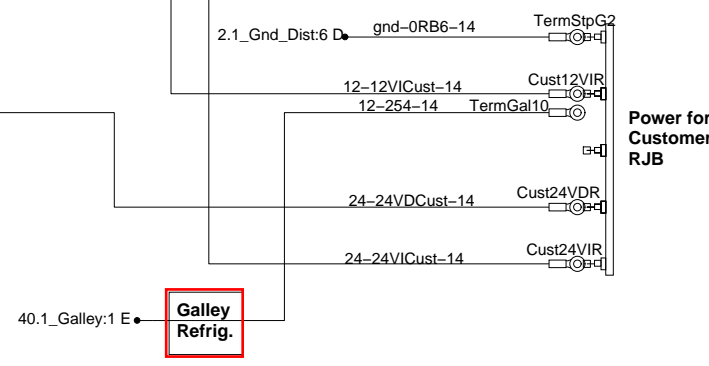 2.1_Gnd_Dist:6 D
gnd-0RB6-14
TermStpG2
12-12VICust-14
Cust12VIR
12-254-14
TermGal10
Power for
Customer
RJB
24-24VDCust-14
Cust24VDR
24-24VICust-14
Cust24VIR
40.1_Galley:1 E
Galley
Refrig.